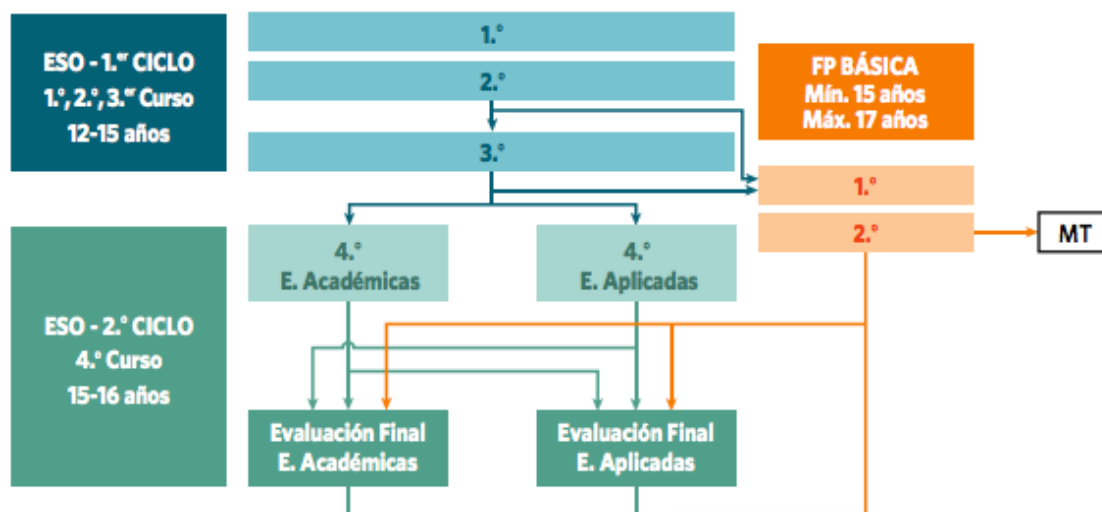 ESO - 1.er CICLO
1.º, 2.º, 3.er Curso
12-15 años
1.º
2.º
3.º
FP BÁSICA
Mín. 15 años
Máx. 17 años
1.º
2.º
MT
ESO - 2.º CICLO
4.º Curso
15-16 años
4.º
E. Académicas
4.º
E. Aplicadas
Evaluación Final
E. Académicas
Evaluación Final
E. Aplicadas